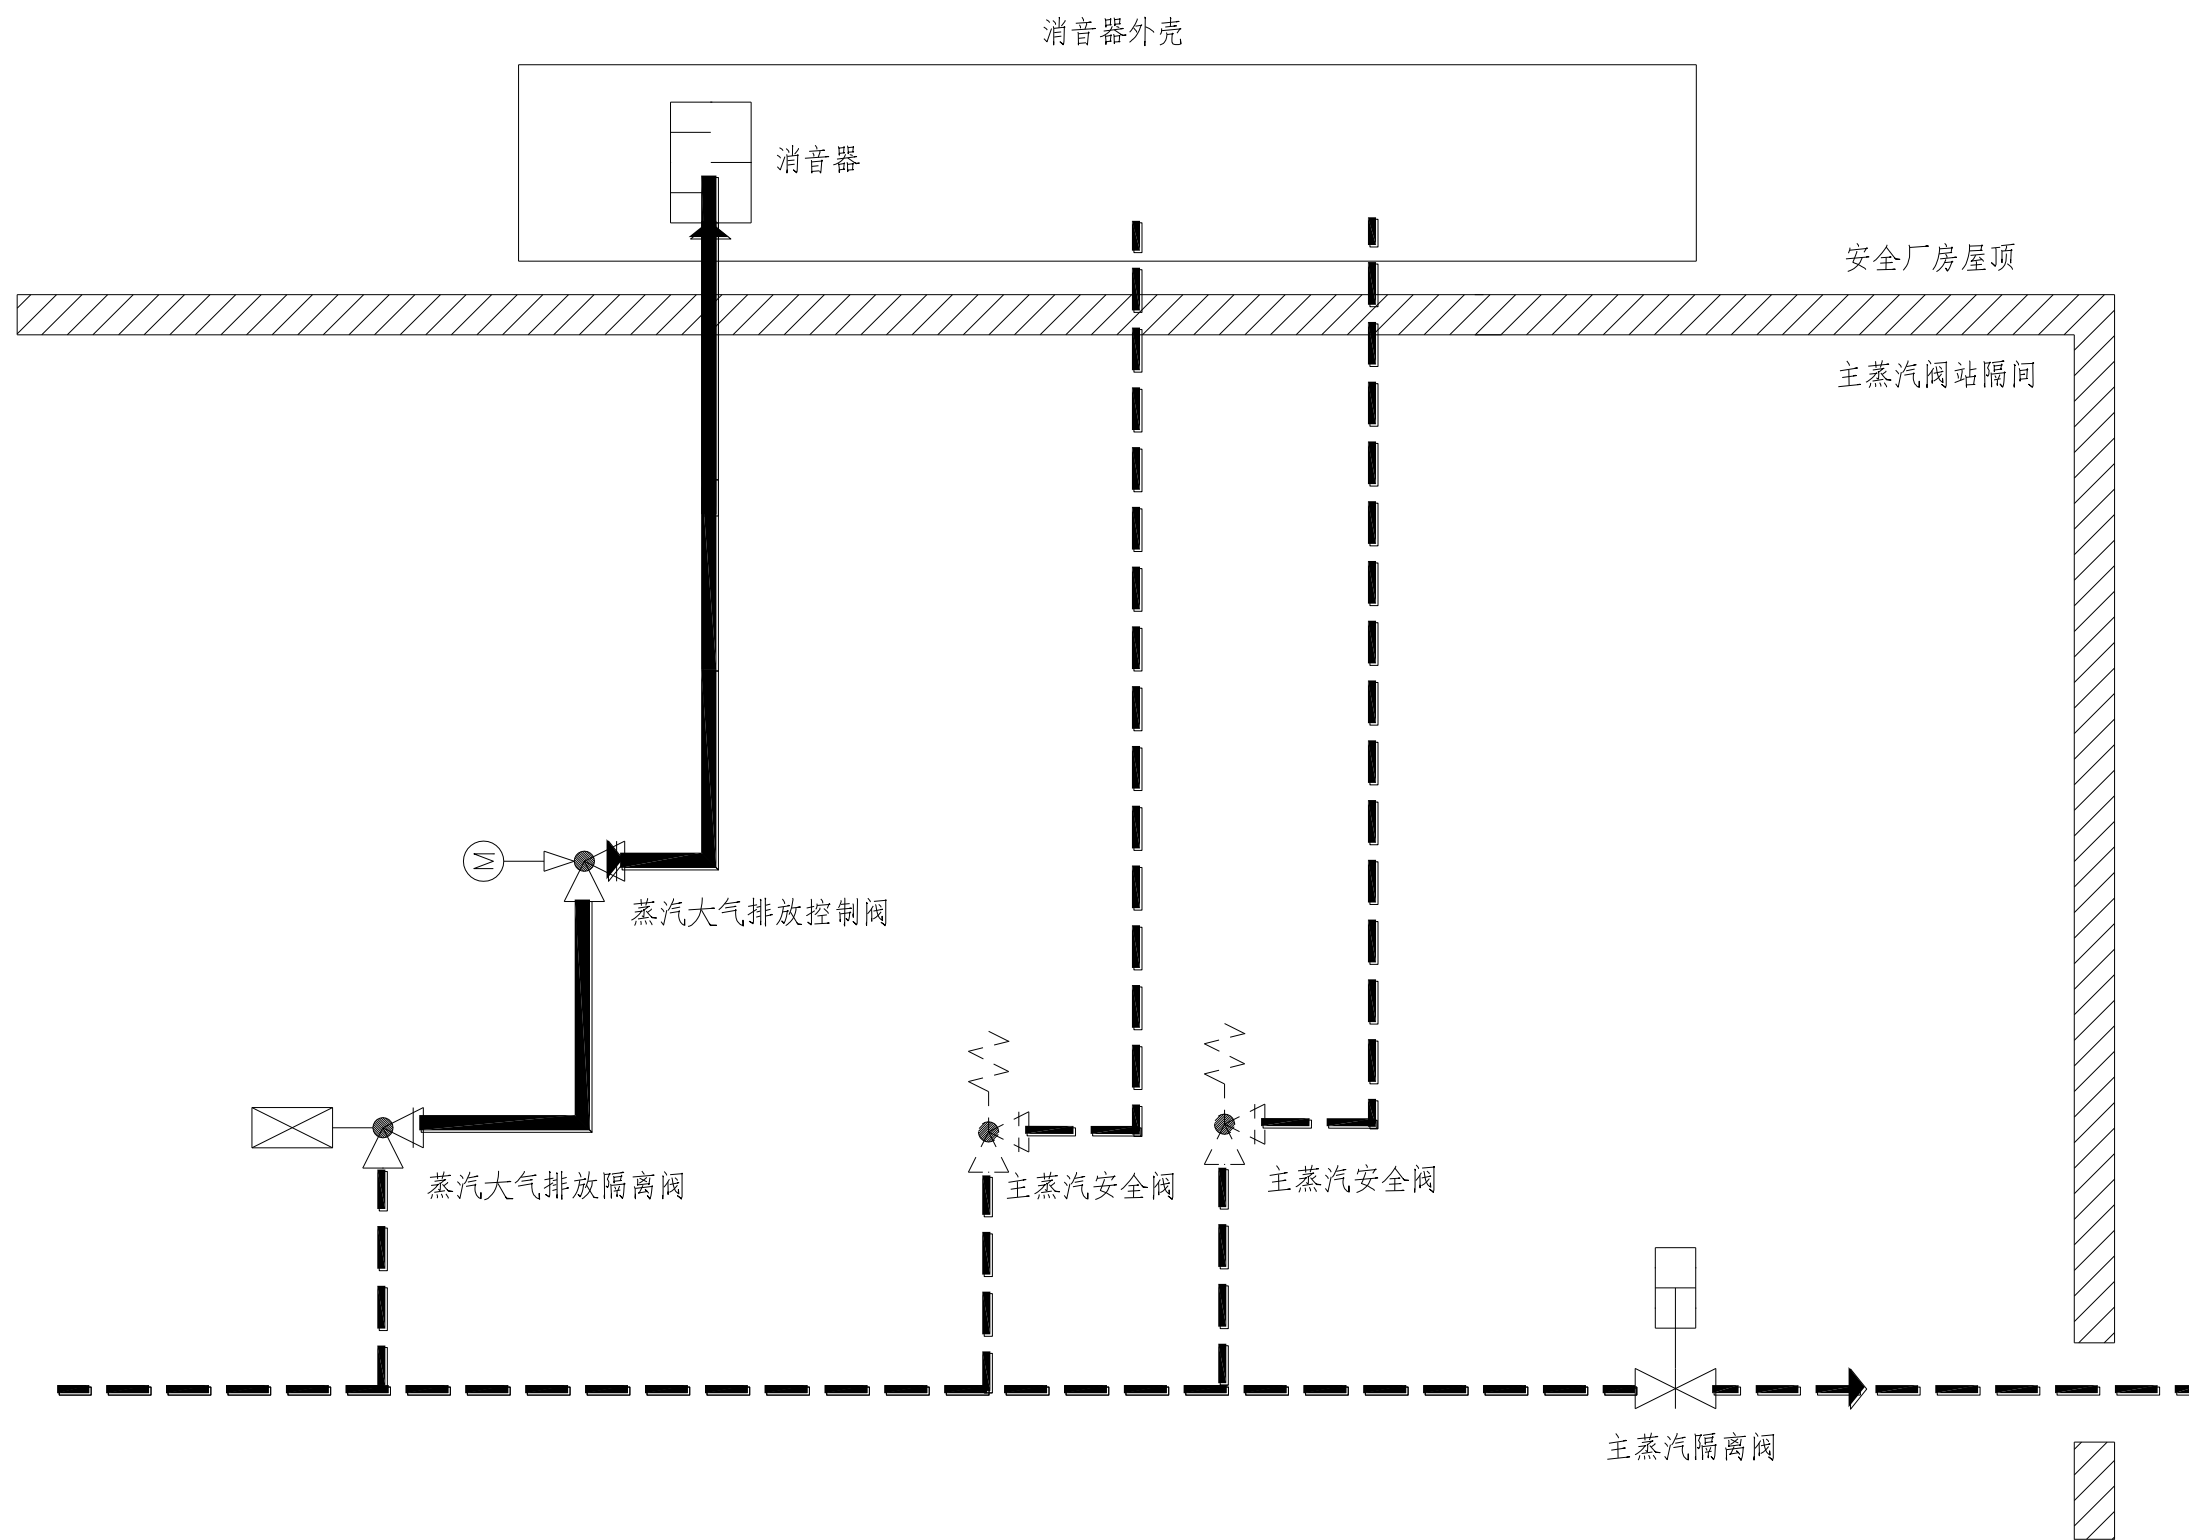 消音器外壳
消音器
安全厂房屋顶
主蒸汽阀站隔间
M
蒸汽大气排放控制阀
蒸汽大气排放隔离阀
主蒸汽安全阀
主蒸汽安全阀
主蒸汽隔离阀